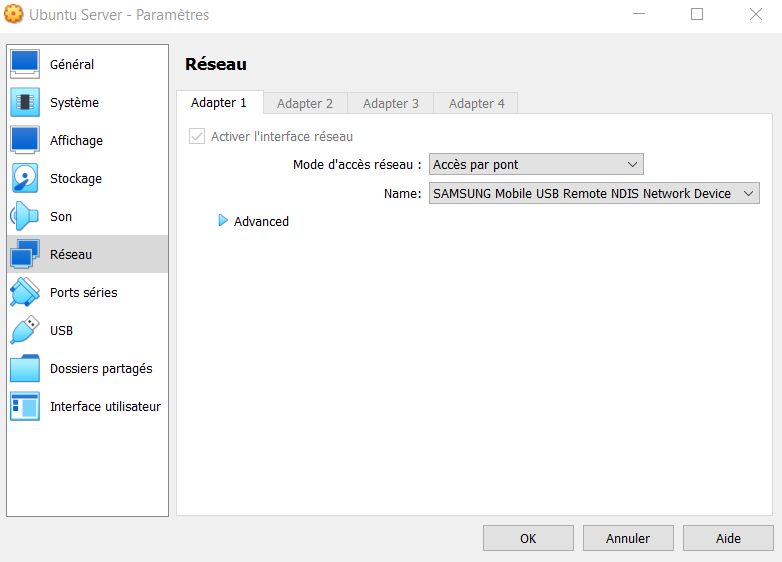 Ubuntu Server - Paramètres
Général
Système
Affichage
Stockage
Son
Réseau
Ports séries
USB
Dossiers partagés
Interface utilisateur
Réseau
Adapter 1 Adapter 2 Adapter 3 Adapter 4
Activer l'interface réseau
Mode d'accès réseau : Accès par pont
Name: SAMSUNG Mobile USB Remote NDIS Network Device
Advanced
OK Annuler Aide